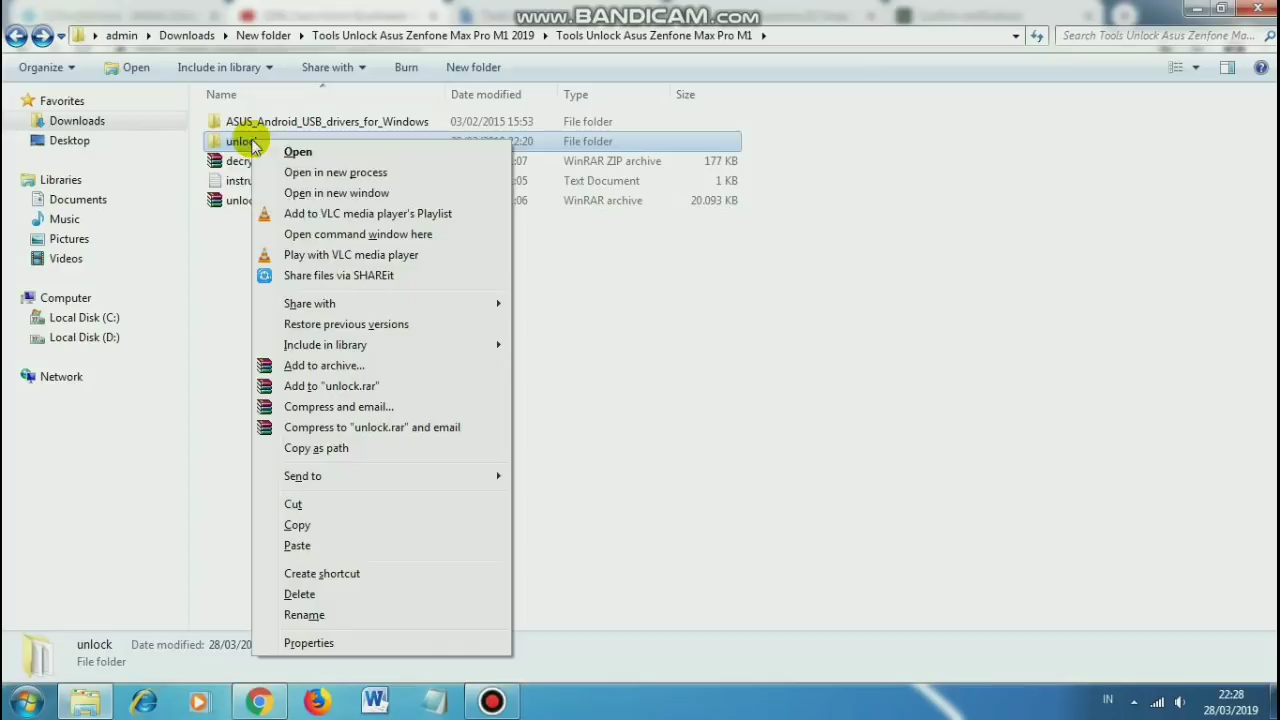 www.BANDICAM.com
admin ▸ Downloads ▸ New folder ▸ Tools Unlock Asus Zenfone Max Pro M1 2019 ▸ Tools Unlock Asus Zenfone Max Pro M1 ▸
Search Tools Unlock Asus Zenfone Ma...
Organize Open Include in library Share with Burn New folder
Favorites
Downloads
Desktop
Libraries
Documents
Music
Pictures
Videos
Computer
Local Disk (C:)
Local Disk (D:)
Network
Name Date modified Type Size
ASUS_Android_USB_drivers_for_Windows 03/02/2015 15:53 File folder
unloc 22:20 File folder
decry :07 WinRAR ZIP archive 177 KB
instru :05 Text Document 1 KB
unloc :06 WinRAR archive 20.093 KB
Open
Open in new process
Open in new window
Add to VLC media player's Playlist
Open command window here
Play with VLC media player
Share files via SHAREit
Share with
Restore previous versions
Include in library
Add to archive...
Add to "unlock.rar"
Compress and email...
Compress to "unlock.rar" and email
Copy as path
Send to
Cut
Copy
Paste
Create shortcut
Delete
Rename
Properties
unlock Date modified: 28/03/20
File folder
IN
22:28
28/03/2019